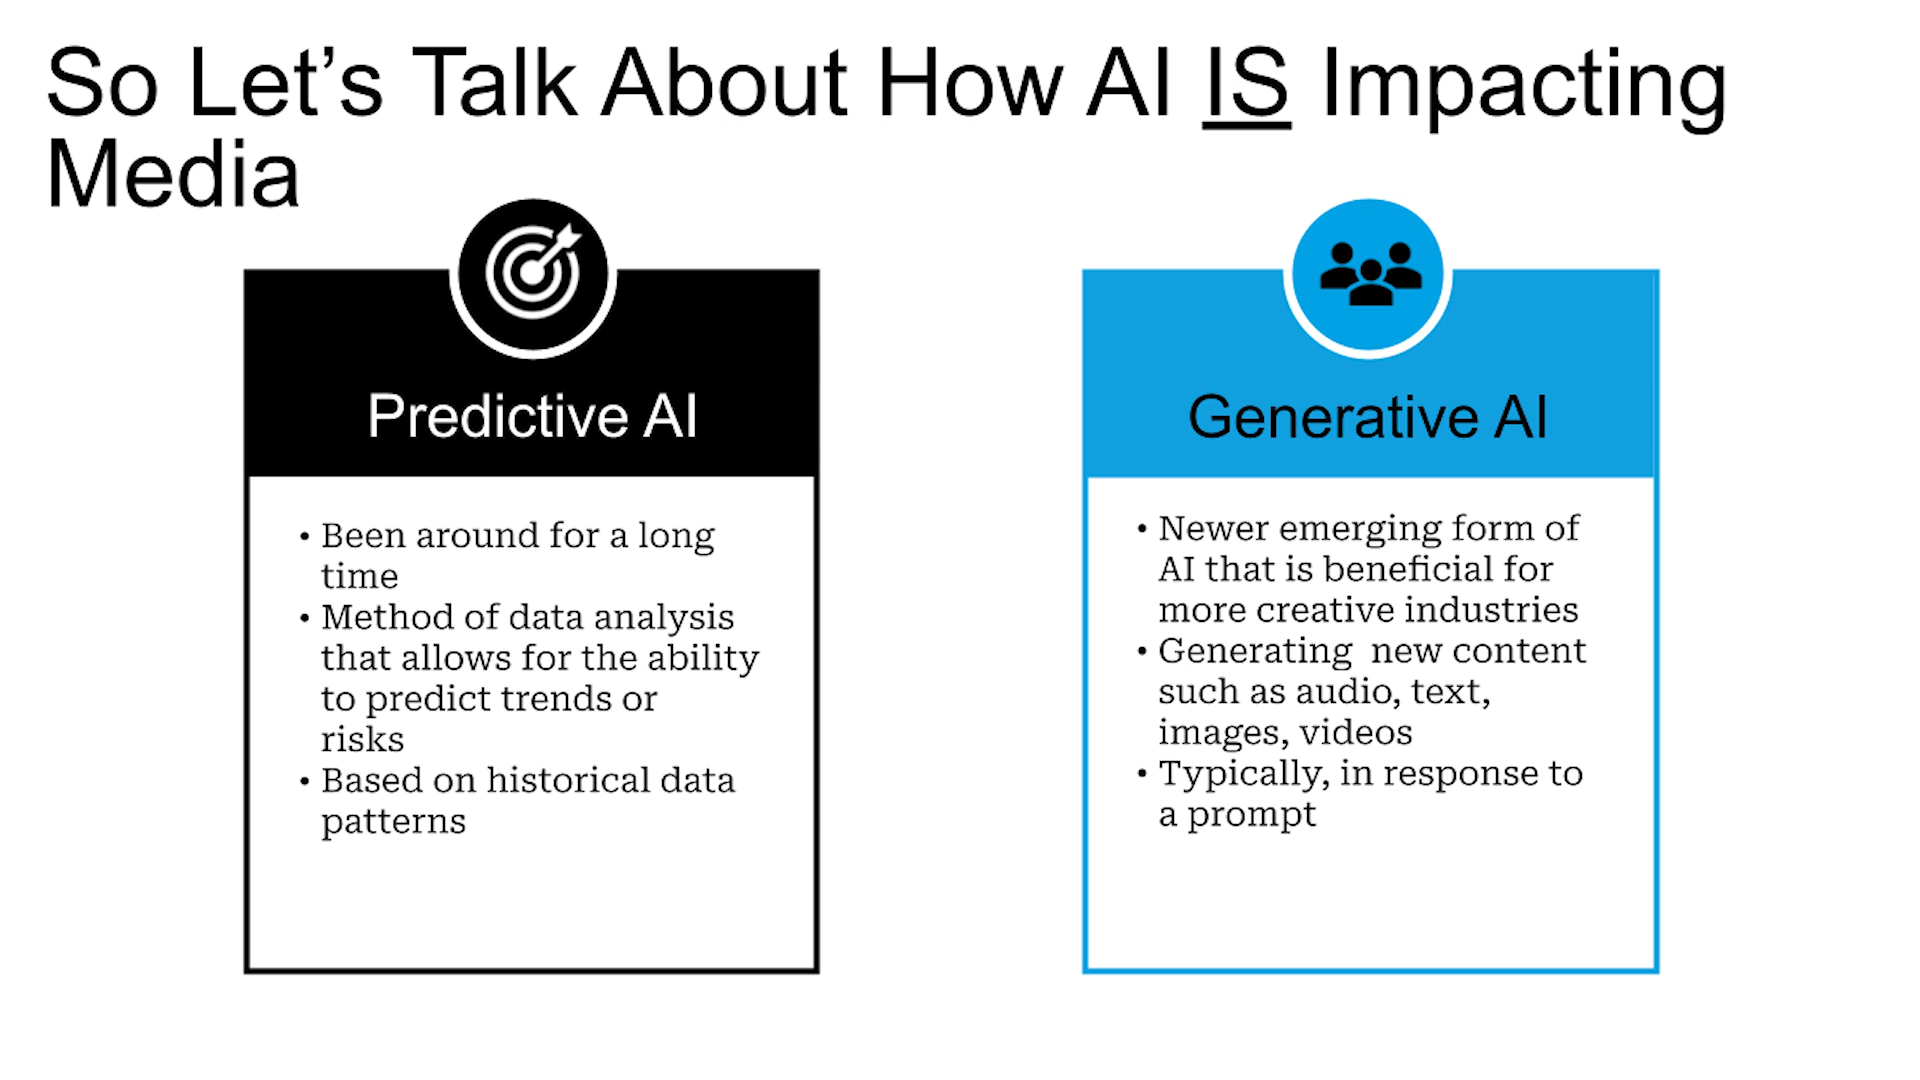 So Let’s Talk About How AI IS Impacting
Media
Predictive AI
• Been around for a long
time
• Method of data analysis
that allows for the ability
to predict trends or
risks
• Based on historical data
patterns
Generative AI
• Newer emerging form of
AI that is beneficial for
more creative industries
• Generating  new content
such as audio, text,
images, videos
• Typically, in response to
a prompt